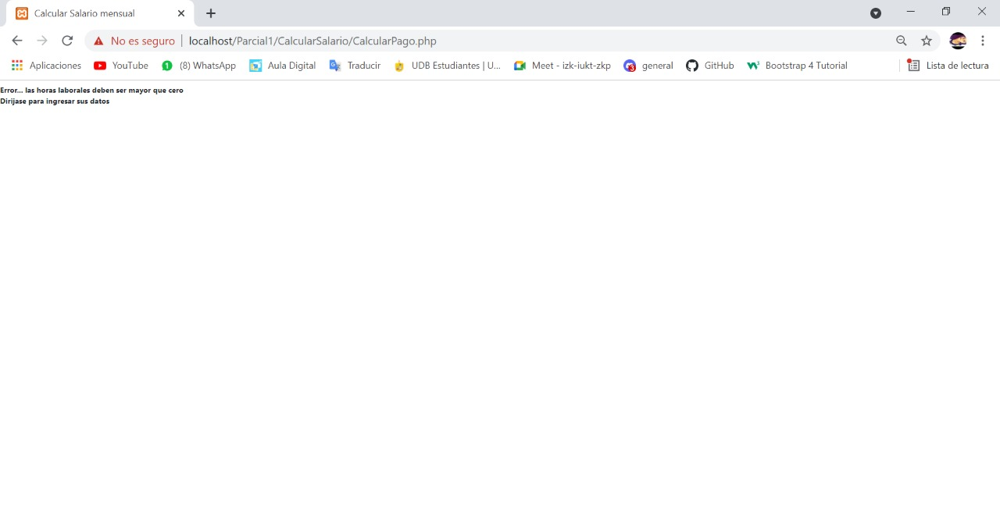 Calcular Salario mensual
No es seguro | localhost/Parcial1/CalcularSalario/CalcularPago.php
Aplicaciones YouTube 1 (8) WhatsApp Aula Digital Traducir UDB Estudiantes | U... Meet - izk-iukt-zkp 3 general GitHub Bootstrap 4 Tutorial Lista de lectura
Error... las horas laborales deben ser mayor que cero
Dirijase para ingresar sus datos